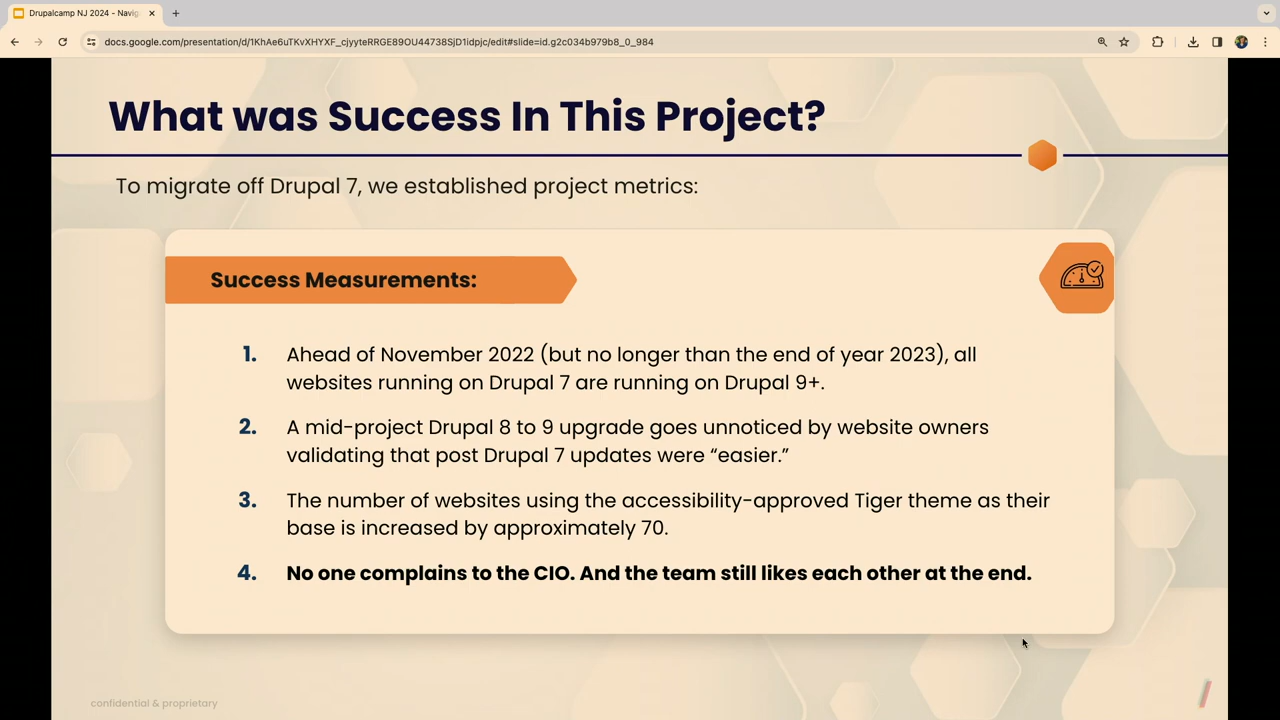 Drupalcamp NJ 2024 - Navig
docs.google.com/presentation/d/1KhAe6uTKvXHYXF_cjyyteRRGE89OU44738SjD1idpjc/edit#slide=id.g2c034b979b8_0_984
What was Success In This Project?
To migrate off Drupal 7, we established project metrics:
Success Measurements:
1. Ahead of November 2022 (but no longer than the end of year 2023), all
websites running on Drupal 7 are running on Drupal 9+.
2. A mid-project Drupal 8 to 9 upgrade goes unnoticed by website owners
validating that post Drupal 7 updates were “easier.”
3. The number of websites using the accessibility-approved Tiger theme as their
base is increased by approximately 70.
4. No one complains to the CIO. And the team still likes each other at the end.
confidential & proprietary